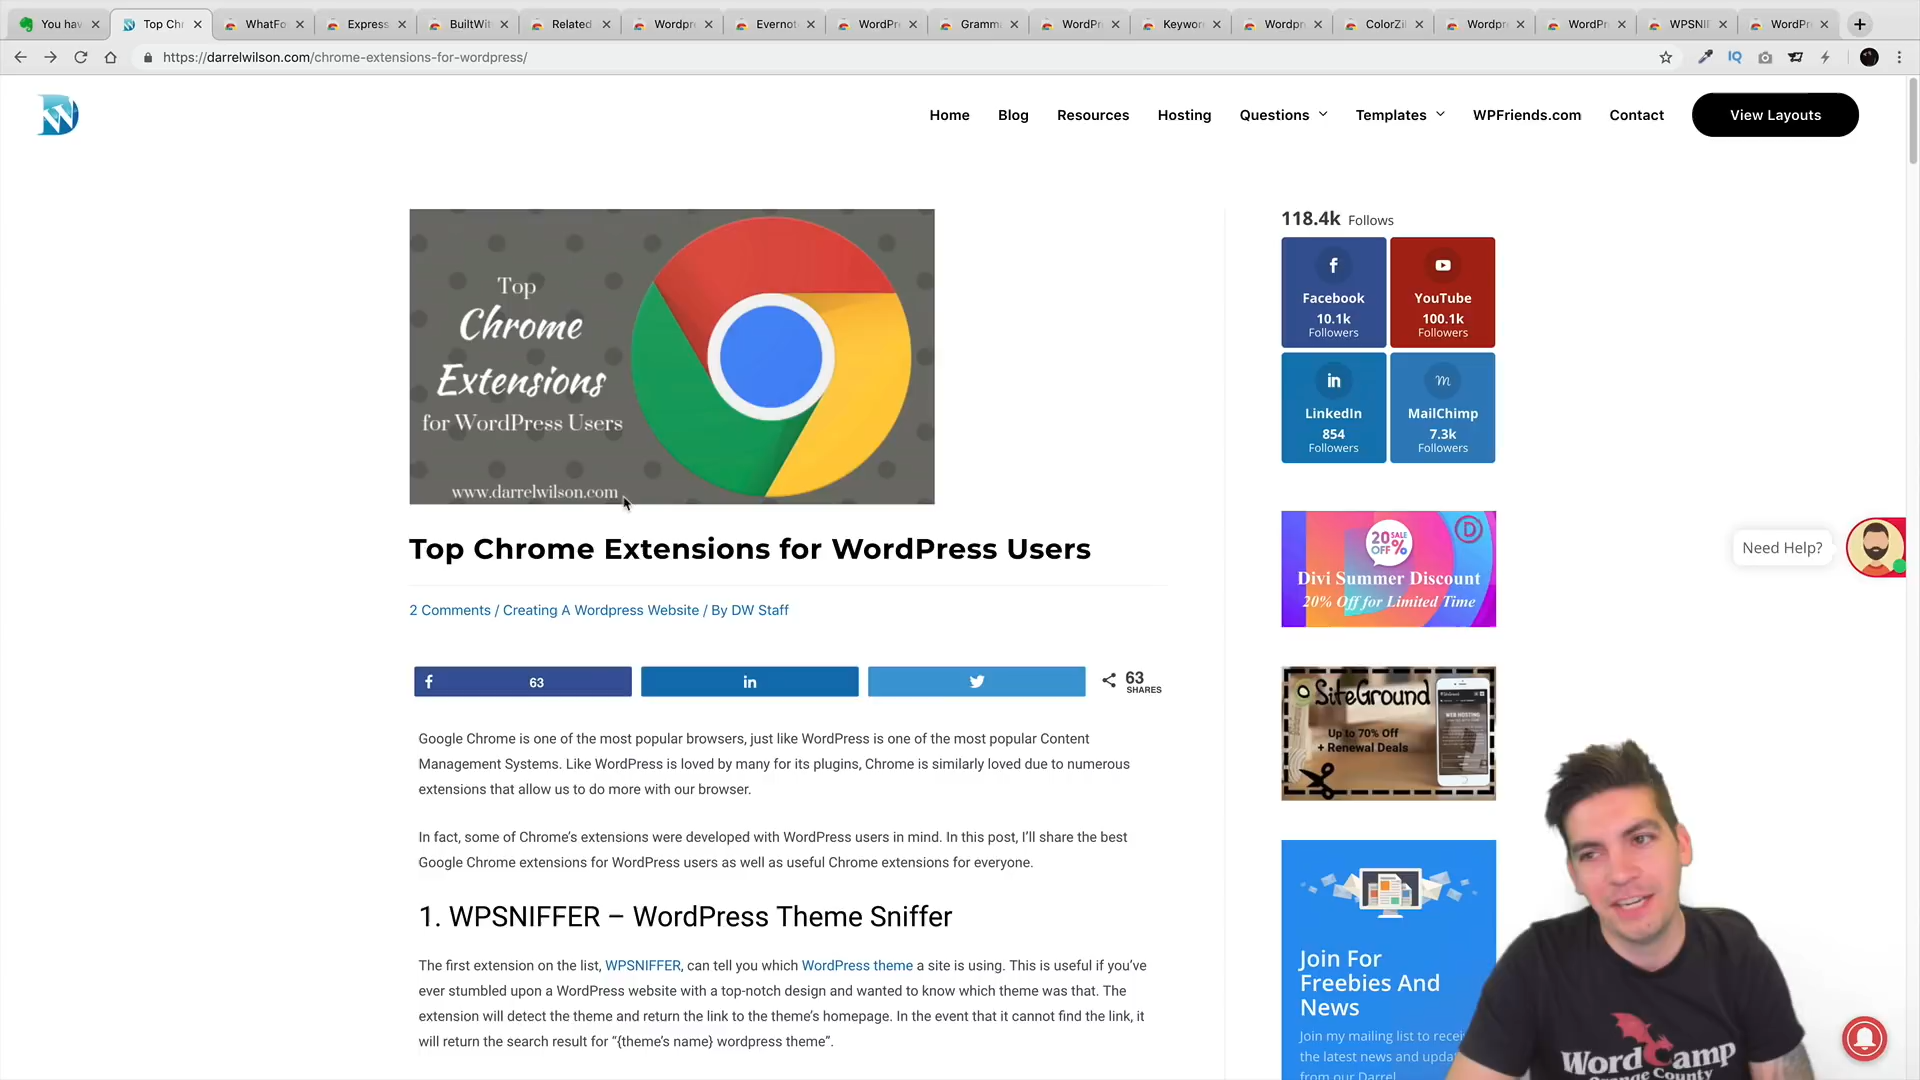 You hav
Top Chr
WhatFo
Express
BuiltWit
Related
Wordpre
Evernot
WordPre
Gramma
WordPr
Keywor
Wordpr
ColorZil
Wordpr
WordPr
WPSNIF
WordPr
https://darrelwilson.com/chrome-extensions-for-wordpress/
Home Blog Resources Hosting Questions Templates WPFriends.com Contact View Layouts
Top
Chrome
Extensions
for WordPress Users
www.darrelwilson.com
Top Chrome Extensions for WordPress Users
2 Comments / Creating A Wordpress Website / By DW Staff
63
63
SHARES
Google Chrome is one of the most popular browsers, just like WordPress is one of the most popular Content
Management Systems. Like WordPress is loved by many for its plugins, Chrome is similarly loved due to numerous
extensions that allow us to do more with our browser.
In fact, some of Chrome's extensions were developed with WordPress users in mind. In this post, I'll share the best
Google Chrome extensions for WordPress users as well as useful Chrome extensions for everyone.
1. WPSNIFFER – WordPress Theme Sniffer
The first extension on the list, WPSNIFFER, can tell you which WordPress theme a site is using. This is useful if you've
ever stumbled upon a WordPress website with a top-notch design and wanted to know which theme was that. The
extension will detect the theme and return the link to the theme's homepage. In the event that it cannot find the link, it
will return the search result for "{theme's name} wordpress theme".
118.4k Follows
Facebook
10.1k
Followers
YouTube
100.1k
Followers
LinkedIn
854
Followers
MailChimp
7.3k
Followers
20 SALE
OFF %
Divi Summer Discount
20% Off for Limited Time
SiteGround
Up to 70% Off
+ Renewal Deals
WEB HOSTING
Join For
Freebies And
News
Join my mailing list to recei
the latest news and upda
from our Darrel
Need Help?
WordCamp
Orange County